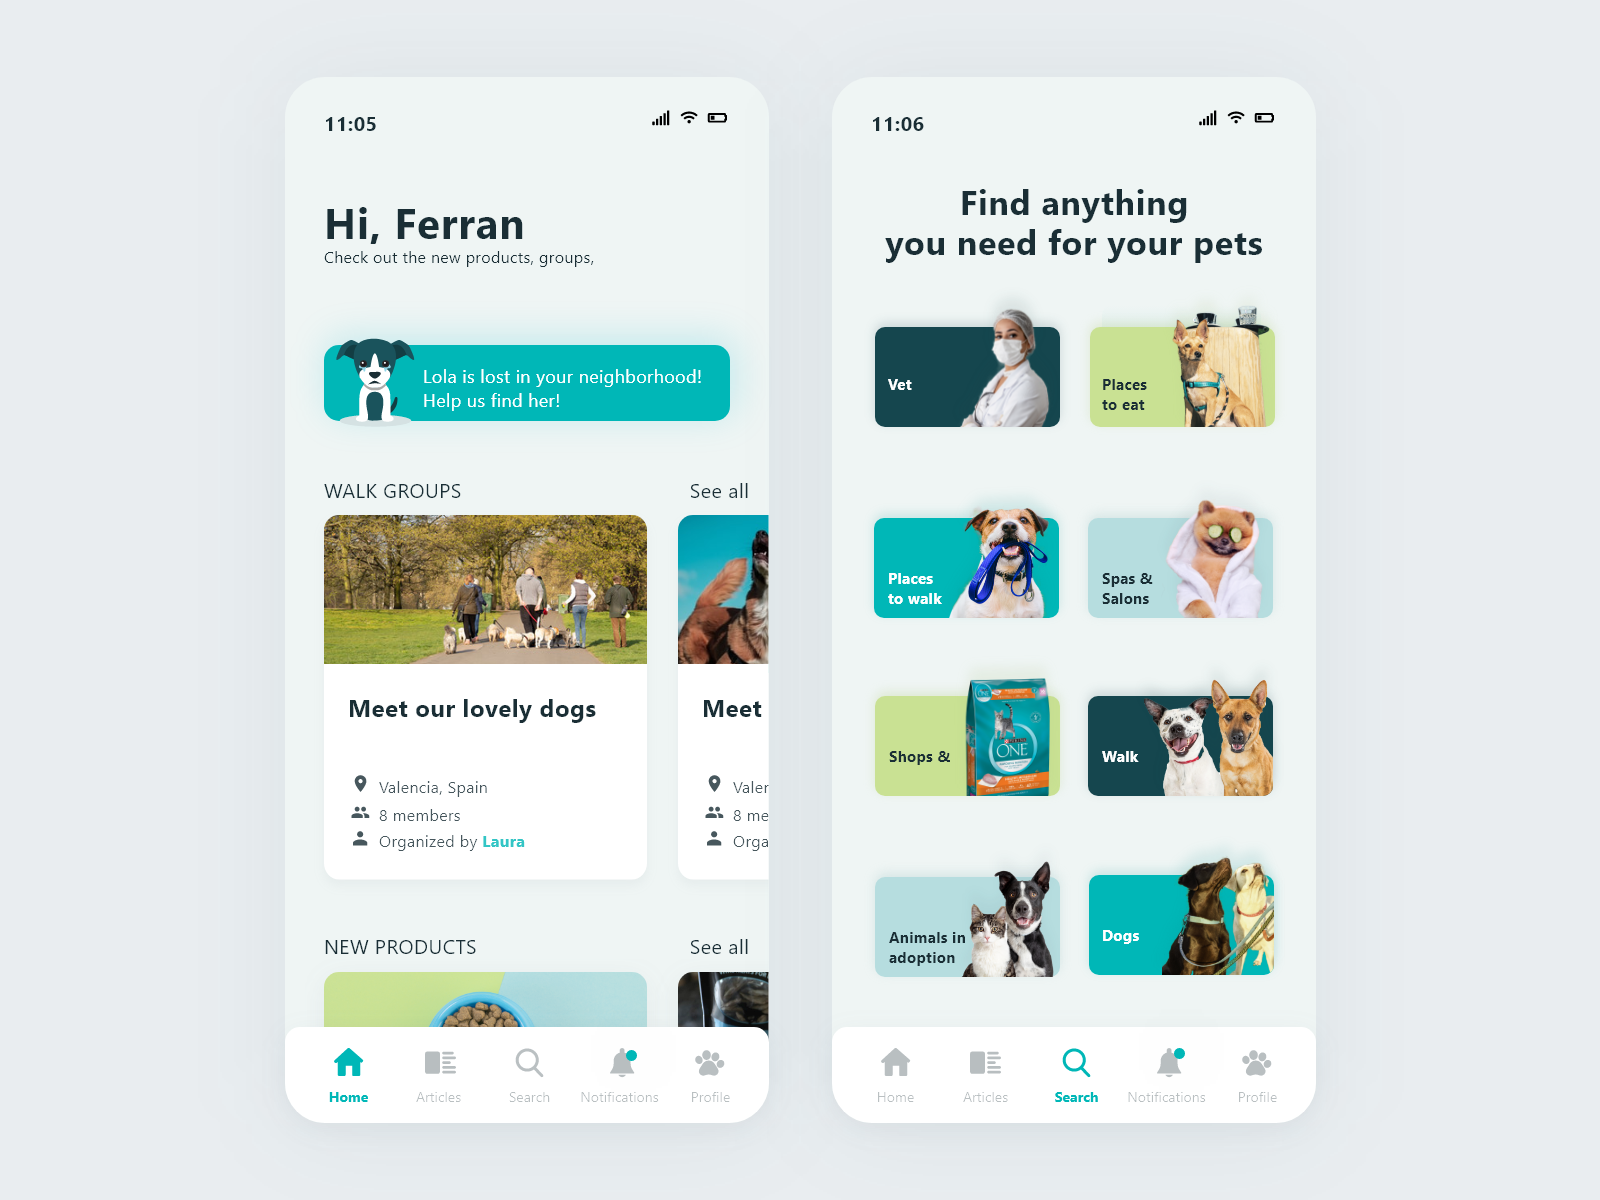 11:05
Hi, Ferran
Check out the new products, groups,
Lola is lost in your neighborhood!
Help us find her!
WALK GROUPS
See all
Meet our lovely dogs
Valencia, Spain
8 members
Organized by Laura
Meet
Valen
8 me
Orga
NEW PRODUCTS
See all
Home
Articles
Search
Notifications
Profile
11:06
Find anything
you need for your pets
Vet
Places
to eat
Places
to walk
Spas &
Salons
Shops &
ONE
Walk
Animals in
adoption
Dogs
Home
Articles
Search
Notifications
Profile